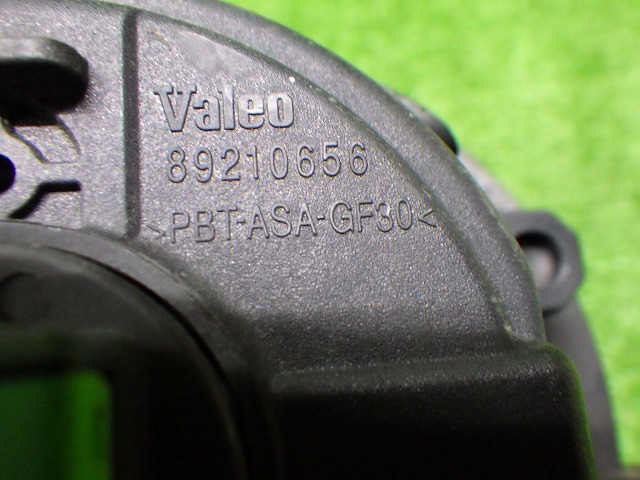 Valeo
89210656
>PBT-ASA-GF30<